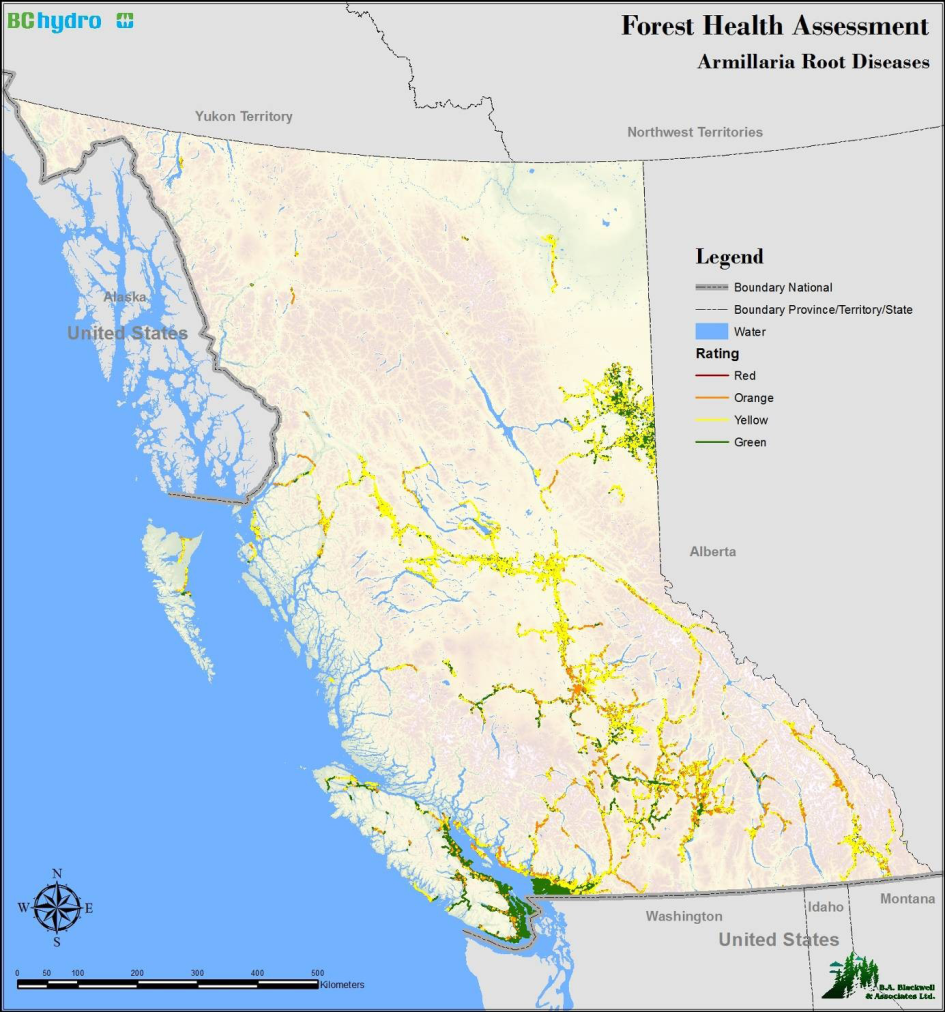 BChydro
Forest Health Assessment
Armillaria Root Diseases
Yukon Territory
Northwest Territories
Legend
Boundary National
Boundary Province/Territory/State
Water
Rating
Red
Orange
Yellow
Green
Alaska
United States
Alberta
N
W
E
S
Washington
Idaho
Montana
United States
0 50 100 200 300 400 500
Kilometers
B.A. Blackwell
& Associates Ltd.